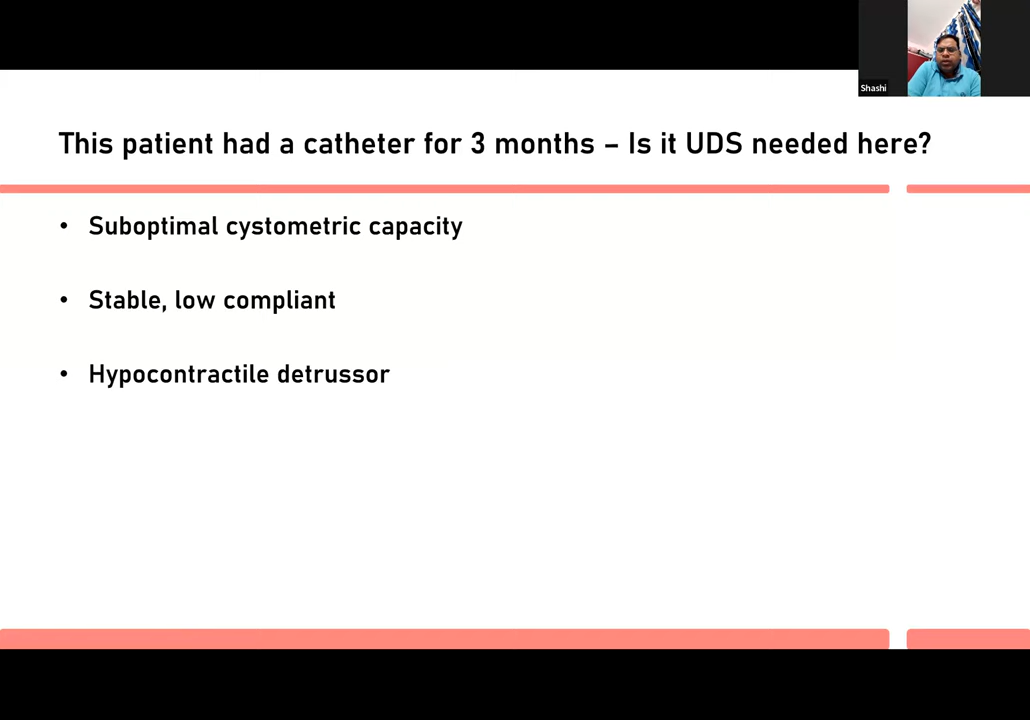 Shashi
This patient had a catheter for 3 months – Is it UDS needed here?
• Suboptimal cystometric capacity
• Stable, low compliant
• Hypocontractile detrussor